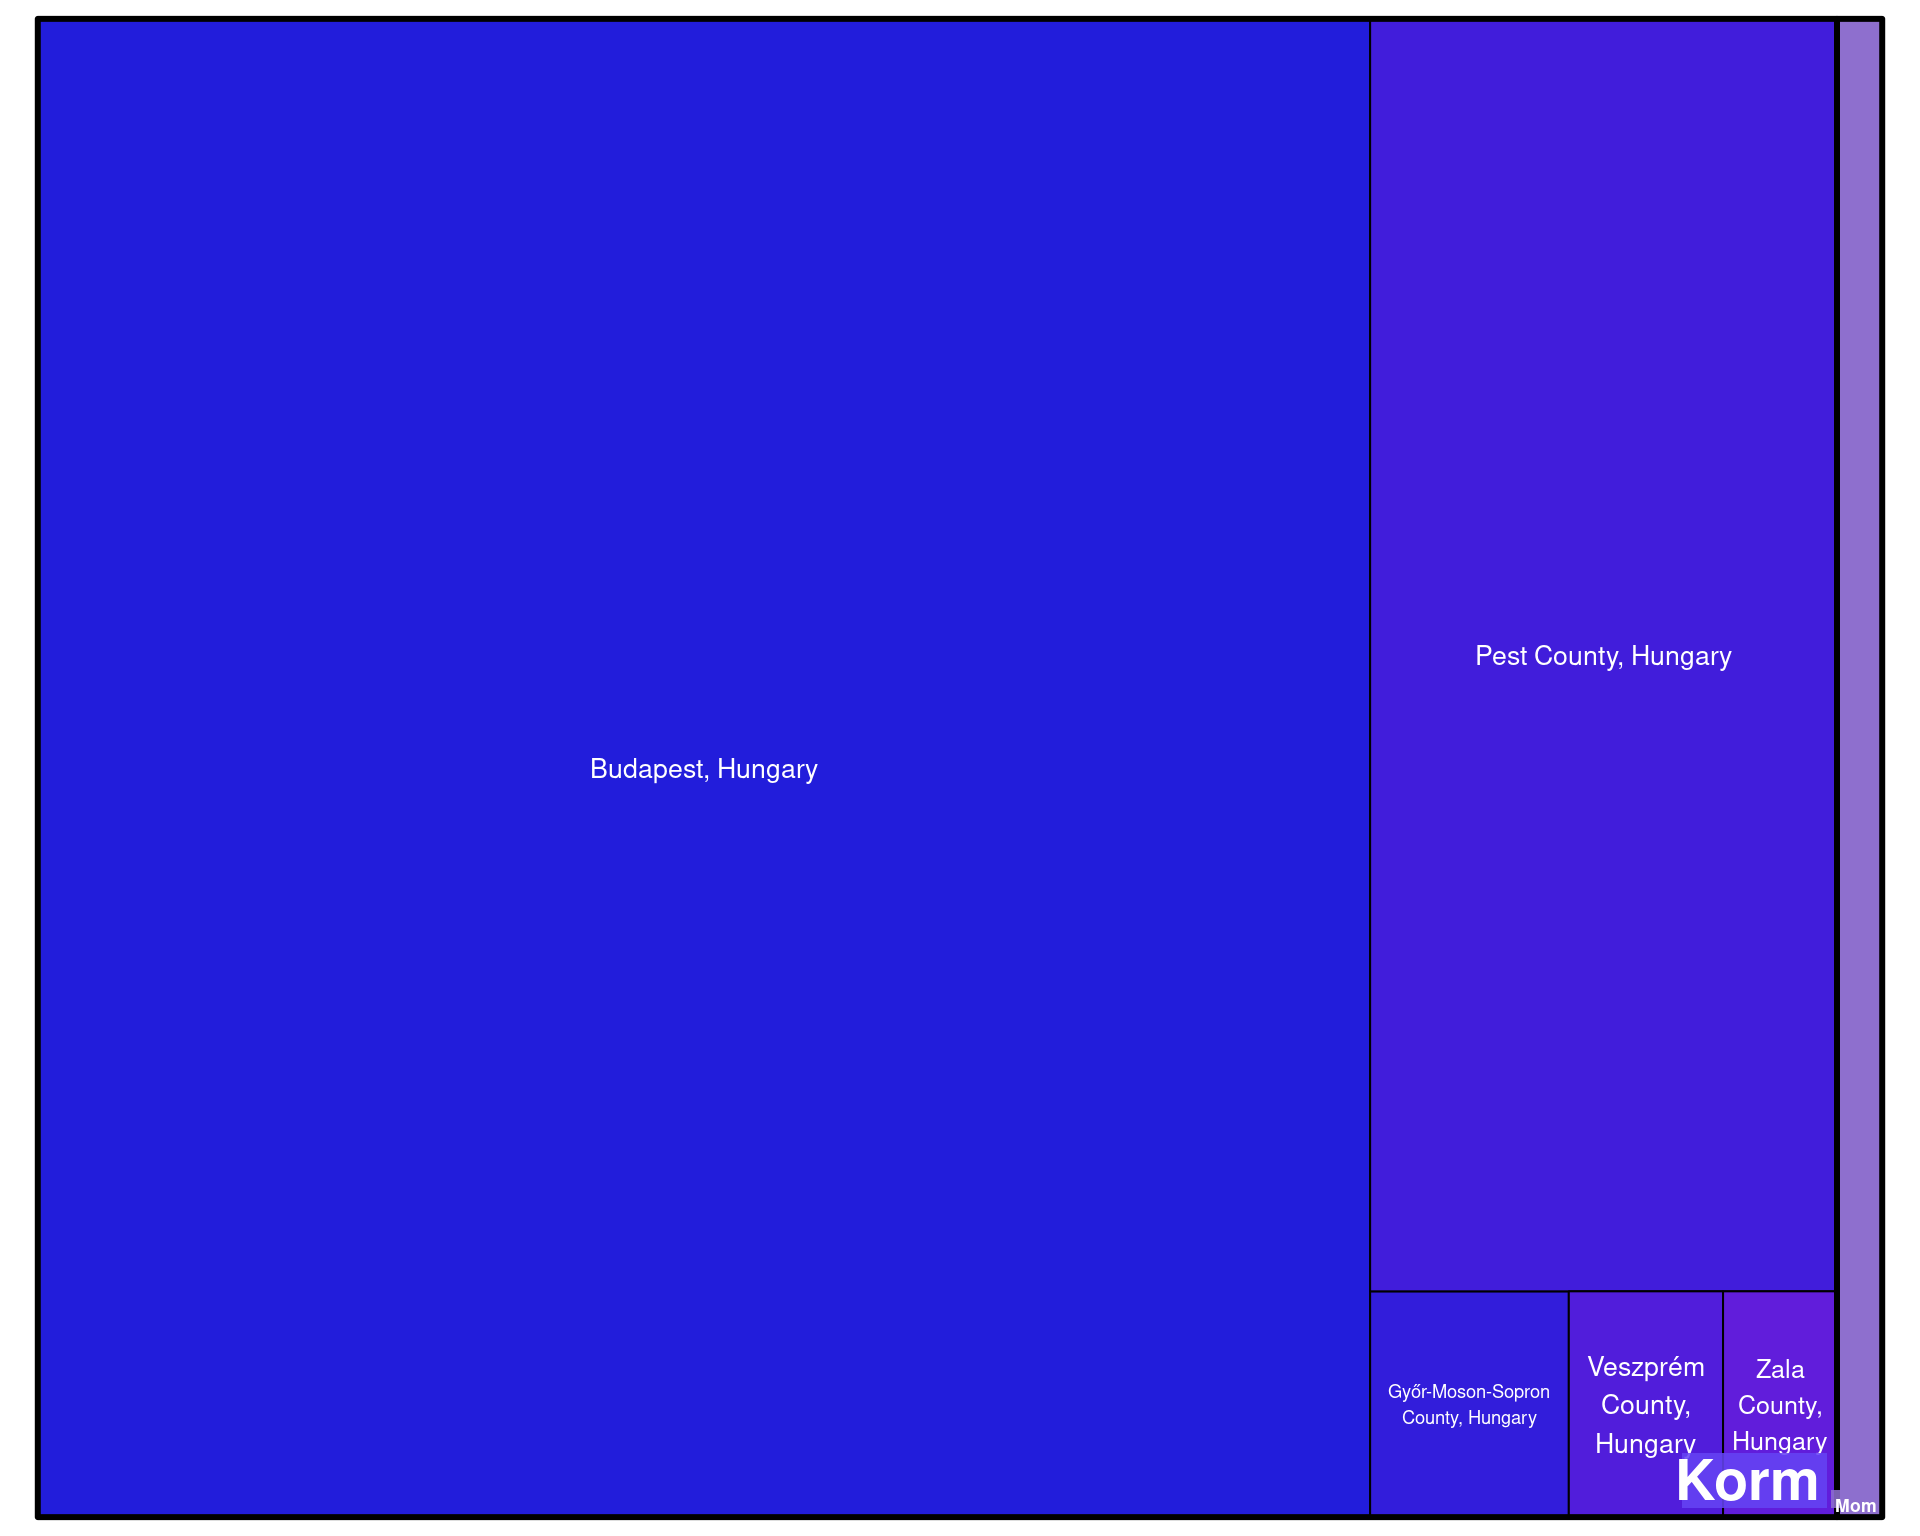 Budapest, Hungary
Pest County, Hungary
Győr-Moson-Sopron
County, Hungary
Veszprém
County,
Hungary
Zala
County,
Hungary
Korm
Mom